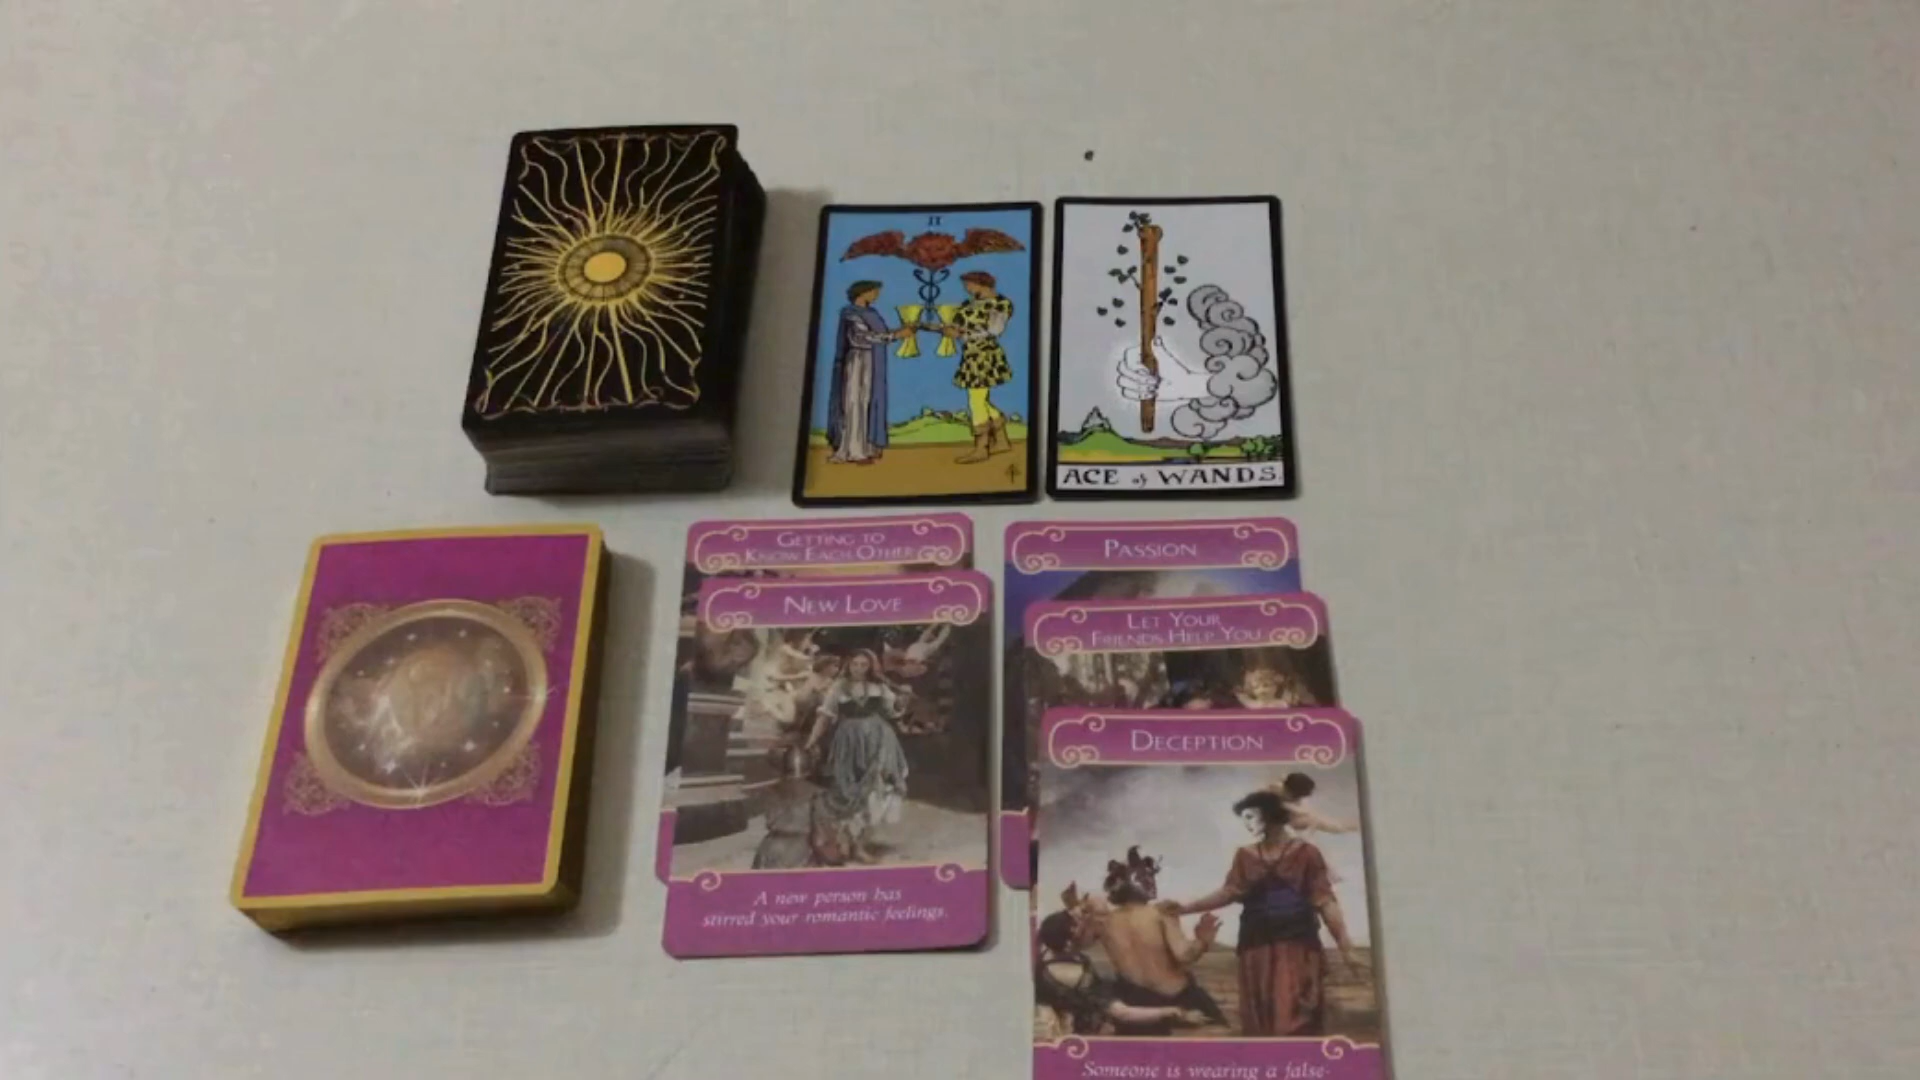 II
ACE of WANDS
GETTING TO
KNOW EACH OTHER
NEW LOVE
A new person has
stirred your romantic feelings.
PASSION
LET YOUR
FRIENDS HELP YOU
DECEPTION
Someone is wearing a false-